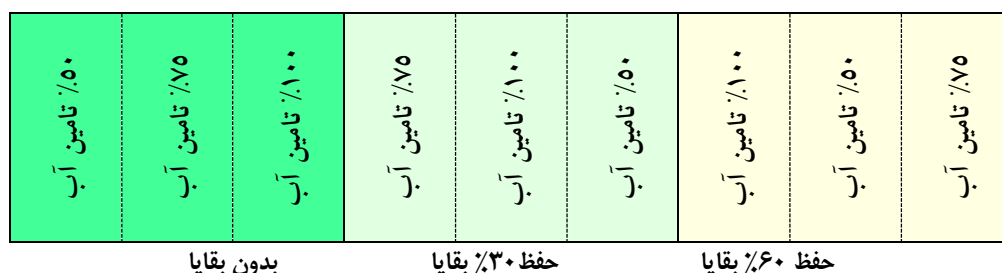 ۵۰٪ تامین آب
۷۵٪ تامین آب
۱۰۰٪ تامین آب
۷۵٪ تامین آب
۱۰۰٪ تامین آب
۵۰٪ تامین آب
۱۰۰٪ تامین آب
۵۰٪ تامین آب
۷۵٪ تامین آب
بدون بقایا
حفظ ۳۰٪ بقایا
حفظ ۶۰٪ بقایا